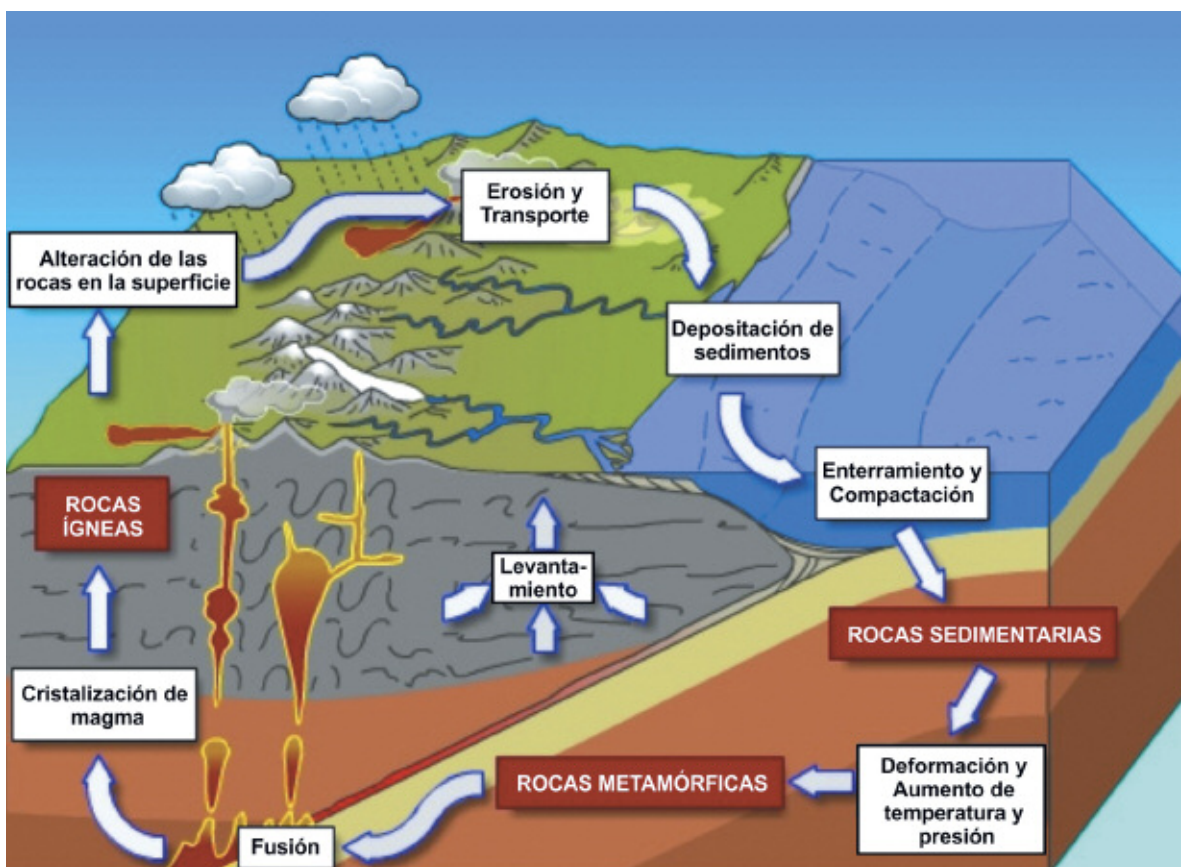 Erosión y
Transporte
Alteración de las
rocas en la superficie
Depositación de
sedimentos
Enterramiento y
Compactación
ROCAS
ÍGNEAS
Levanta-
miento
ROCAS SEDIMENTARIAS
Cristalización de
magma
ROCAS METAMÓRFICAS
Deformación y
Aumento de
temperatura y
presión
Fusión